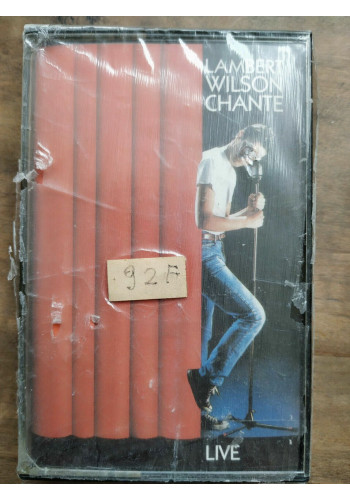 LAMBERT
WILSON
CHANTE
92F
LIVE